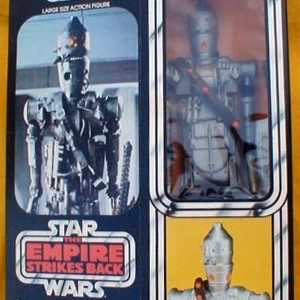 LARGE SIZE ACTION FIGURE
STAR
THE
EMPIRE
STRIKES BACK
WARS